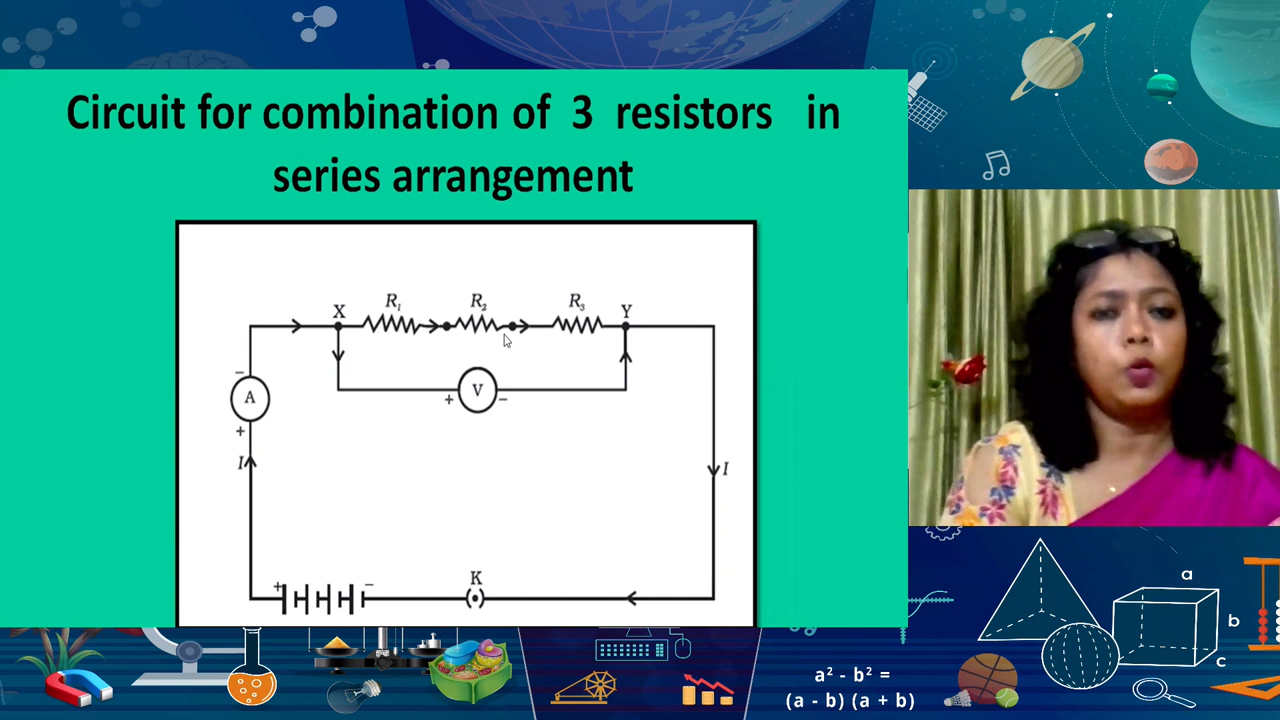 Circuit for combination of 3 resistors in
series arrangement
X R₁ R₂ R₃ Y
V
+ −
−
A
+
I
I
+ −
K
a
b
c
a² - b² =
(a - b) (a + b)